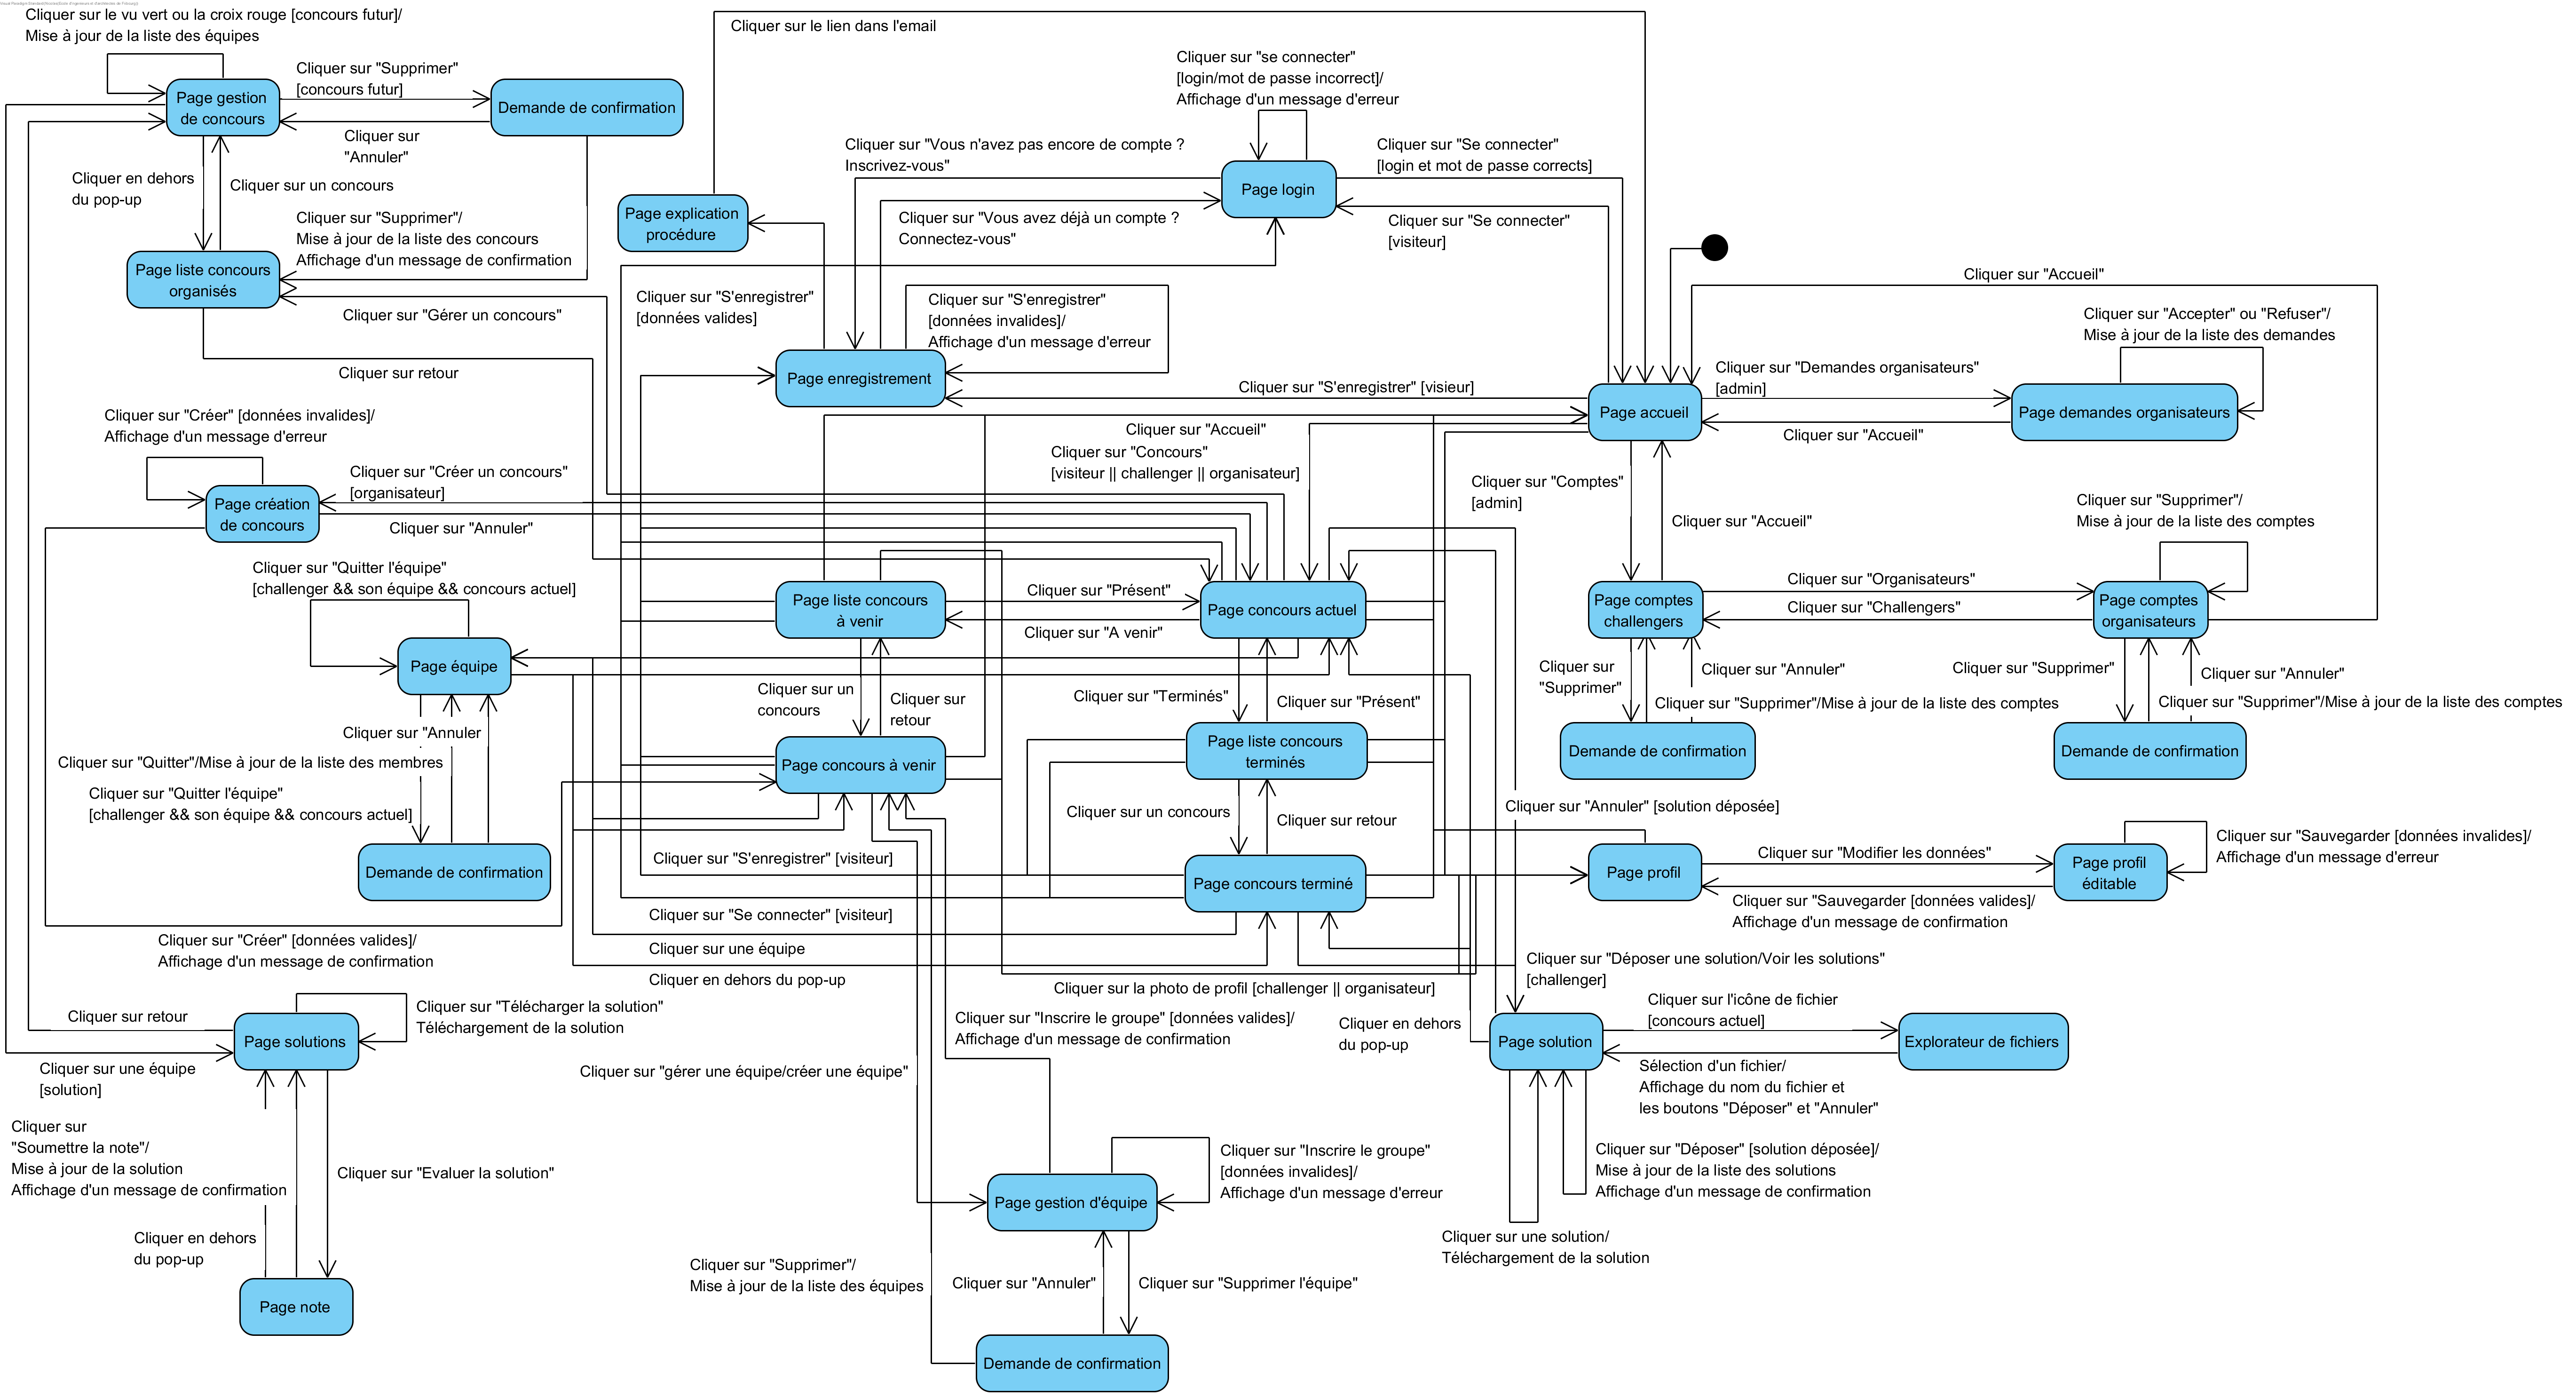 Cliquer sur le vu vert ou la croix rouge [concours futur]/
Mise à jour de la liste des équipes
Cliquer sur "Supprimer"
[concours futur]
Page gestion
de concours
Demande de confirmation
Cliquer sur
"Annuler"
Cliquer en dehors
du pop-up
Cliquer sur un concours
Cliquer sur "Supprimer"/
Mise à jour de la liste des concours
Affichage d'un message de confirmation
Page liste concours
organisés
Cliquer sur "Gérer un concours"
Cliquer sur retour
Cliquer sur le lien dans l'email
Cliquer sur "se connecter"
[login/mot de passe incorrect]/
Affichage d'un message d'erreur
Cliquer sur "Vous n'avez pas encore de compte ?
Inscrivez-vous"
Page login
Cliquer sur "Se connecter"
[login et mot de passe corrects]
Page explication
procédure
Cliquer sur "Vous avez déjà un compte ?
Connectez-vous"
Cliquer sur "Se connecter"
[visiteur]
Cliquer sur "S'enregistrer"
[données valides]
Cliquer sur "S'enregistrer"
[données invalides]/
Affichage d'un message d'erreur
Page enregistrement
Cliquer sur "S'enregistrer" [visieur]
Cliquer sur "Accueil"
Cliquer sur "Accepter" ou "Refuser"/
Mise à jour de la liste des demandes
Cliquer sur "Demandes organisateurs"
[admin]
Page accueil
Page demandes organisateurs
Cliquer sur "Accueil"
Cliquer sur "Accueil"
Cliquer sur "Concours"
[visiteur || challenger || organisateur]
Cliquer sur "Comptes"
[admin]
Cliquer sur "Accueil"
Cliquer sur "Supprimer"/
Mise à jour de la liste des comptes
Cliquer sur "Créer" [données invalides]/
Affichage d'un message d'erreur
Cliquer sur "Créer un concours"
[organisateur]
Page création
de concours
Cliquer sur "Annuler"
Cliquer sur "Quitter l'équipe"
[challenger && son équipe && concours actuel]
Page équipe
Cliquer sur "Annuler
Cliquer sur "Quitter"/Mise à jour de la liste des membres
Cliquer sur "Quitter l'équipe"
[challenger && son équipe && concours actuel]
Demande de confirmation
Cliquer sur "Créer" [données valides]/
Affichage d'un message de confirmation
Page liste concours
à venir
Cliquer sur "Présent"
Cliquer sur "A venir"
Page concours actuel
Cliquer sur un
concours
Cliquer sur
retour
Cliquer sur "Terminés"
Cliquer sur "Présent"
Page concours à venir
Page liste concours
terminés
Cliquer sur un concours
Cliquer sur retour
Page concours terminé
Cliquer sur "S'enregistrer" [visiteur]
Cliquer sur "Se connecter" [visiteur]
Cliquer sur une équipe
Cliquer en dehors du pop-up
Cliquer sur la photo de profil [challenger || organisateur]
Page comptes
challengers
Cliquer sur "Organisateurs"
Cliquer sur "Challengers"
Page comptes
organisateurs
Cliquer sur
"Supprimer"
Cliquer sur "Annuler"
Cliquer sur "Supprimer"/Mise à jour de la liste des comptes
Demande de confirmation
Cliquer sur "Supprimer"
Cliquer sur "Annuler"
Cliquer sur "Supprimer"/Mise à jour de la liste des comptes
Demande de confirmation
Cliquer sur "Annuler" [solution déposée]
Page profil
Cliquer sur "Modifier les données"
Page profil
éditable
Cliquer sur "Sauvegarder [données invalides]/
Affichage d'un message d'erreur
Cliquer sur "Sauvegarder [données valides]/
Affichage d'un message de confirmation
Cliquer sur "Déposer une solution/Voir les solutions"
[challenger]
Cliquer sur l'icône de fichier
[concours actuel]
Cliquer en dehors
du pop-up
Page solution
Explorateur de fichiers
Sélection d'un fichier/
Affichage du nom du fichier et
les boutons "Déposer" et "Annuler"
Cliquer sur "Déposer" [solution déposée]/
Mise à jour de la liste des solutions
Affichage d'un message de confirmation
Cliquer sur une solution/
Téléchargement de la solution
Cliquer sur retour
Cliquer sur "Télécharger la solution"
Téléchargement de la solution
Page solutions
Cliquer sur une équipe
[solution]
Cliquer sur
"Soumettre la note"/
Mise à jour de la solution
Affichage d'un message de confirmation
Cliquer sur "Evaluer la solution"
Cliquer en dehors
du pop-up
Page note
Cliquer sur "Inscrire le groupe" [données valides]/
Affichage d'un message de confirmation
Cliquer sur "gérer une équipe/créer une équipe"
Cliquer sur "Inscrire le groupe"
[données invalides]/
Affichage d'un message d'erreur
Page gestion d'équipe
Cliquer sur "Supprimer"/
Mise à jour de la liste des équipes
Cliquer sur "Annuler"
Cliquer sur "Supprimer l'équipe"
Demande de confirmation